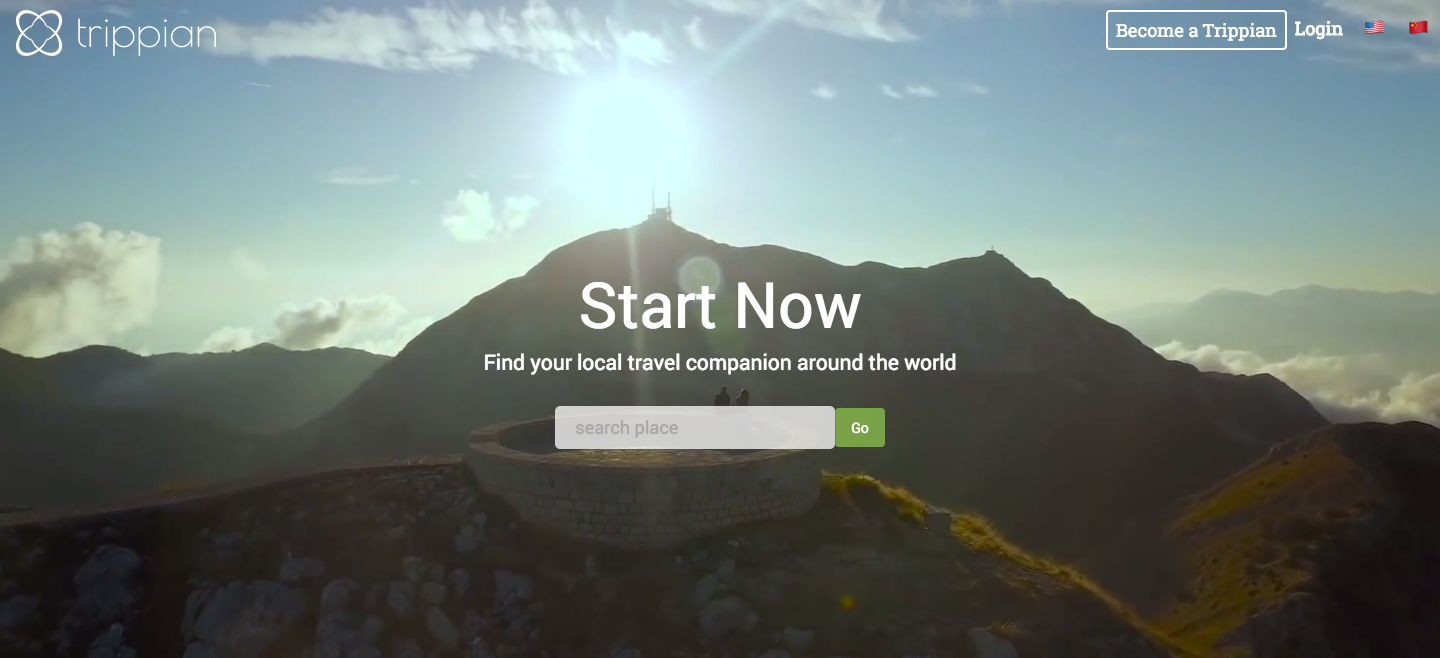 trippian
Become a Trippian
Login
Start Now
Find your local travel companion around the world
search place
Go